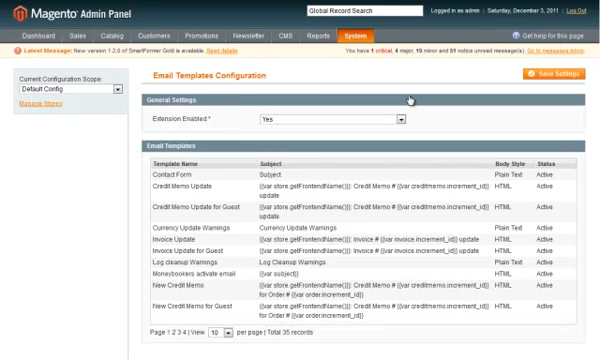 Magento Admin Panel
Global Record Search
Logged in as admin | Saturday, December 3, 2011 | Log Out
Dashboard Sales Catalog Customers Promotions Newsletter CMS Reports System
Get help for this page
Latest Message: New version 1.2.0 of SmartFormer Gold is available. Read details
You have 1 critical, 4 major, 19 minor and 51 notice unread message(s). Go to messages inbox
Current Configuration Scope:
Default Config
Manage Stores
Email Templates Configuration
Save Settings
General Settings
Extension Enabled *
Yes
Email Templates
Template Name Subject Body Style Status
Contact Form Subject Plain Text Active
Credit Memo Update {{var store.getFrontendName()}}: Credit Memo # {{var creditmemo.increment_id}} HTML Active
update
Credit Memo Update for Guest {{var store.getFrontendName()}}: Credit Memo # {{var creditmemo.increment_id}} HTML Active
update
Currency Update Warnings Currency Update Warnings Plain Text Active
Invoice Update {{var store.getFrontendName()}}: Invoice # {{var invoice.increment_id}} update HTML Active
Invoice Update for Guest {{var store.getFrontendName()}}: Invoice # {{var invoice.increment_id}} update HTML Active
Log cleanup Warnings Log Cleanup Warnings Plain Text Active
Moneybookers activate email {{var subject}} HTML Active
New Credit Memo {{var store.getFrontendName()}}: Credit Memo # {{var creditmemo.increment_id}} HTML Active
for Order # {{var order.increment_id}}
New Credit Memo for Guest {{var store.getFrontendName()}}: Credit Memo # {{var creditmemo.increment_id}} HTML Active
for Order # {{var order.increment_id}}
Page 1 2 3 4 | View 10 per page | Total 35 records